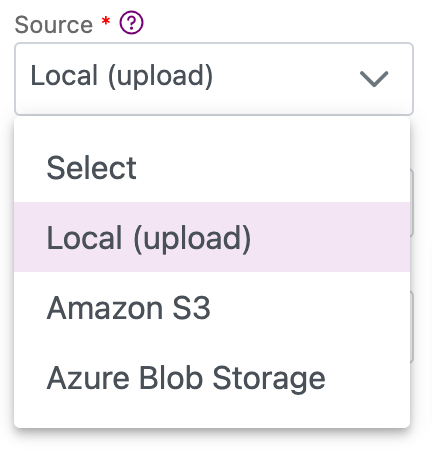 Source * ?
Local (upload)
Select
Local (upload)
Amazon S3
Azure Blob Storage